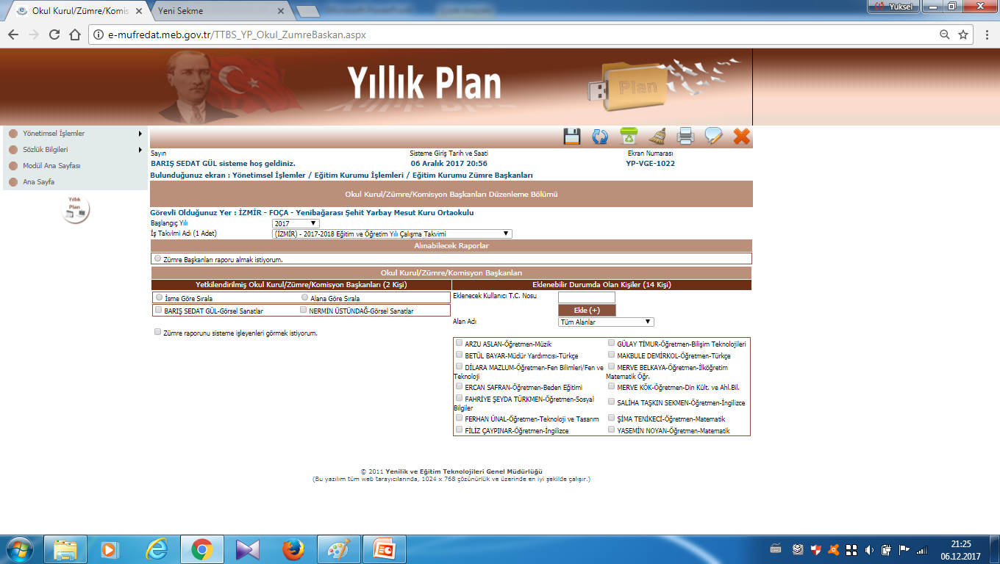 Okul Kurul/Zümre/Komis
Yeni Sekme
Yüksel
e-mufredat.meb.gov.tr/TTBS_YP_Okul_ZumreBaskan.aspx
Yıllık Plan
Plan
Yönetimsel İşlemler
Sözlük Bilgileri
Modül Ana Sayfası
Ana Sayfa
Yıllık
Plan
Sayın
Sisteme Giriş Tarih ve Saati
Ekran Numarası
BARIŞ SEDAT GÜL sisteme hoş geldiniz.
06 Aralık 2017 20:56
YP-VGE-1022
Bulunduğunuz ekran : Yönetimsel İşlemler / Eğitim Kurumu İşlemleri / Eğitim Kurumu Zümre Başkanları
Okul Kurul/Zümre/Komisyon Başkanları Düzenleme Bölümü
Görevli Olduğunuz Yer : İZMİR - FOÇA - Yenibağarası Şehit Yarbay Mesut Kuru Ortaokulu
Başlangıç Yılı
2017
İş Takvimi Adı (1 Adet)
(İZMİR) - 2017-2018 Eğitim ve Öğretim Yılı Çalışma Takvimi
Alınabilecek Raporlar
Zümre Başkanları raporu almak istiyorum.
Okul Kurul/Zümre/Komisyon Başkanları
Yetkilendirilmiş Okul Kurul/Zümre/Komisyon Başkanları (2 Kişi)
İsme Göre Sırala
Alana Göre Sırala
BARIŞ SEDAT GÜL-Görsel Sanatlar
NERMİN ÜSTÜNDAĞ-Görsel Sanatlar
Zümre raporunu sisteme işleyenleri görmek istiyorum.
Eklenebilir Durumda Olan Kişiler (14 Kişi)
Eklenecek Kullanıcı T.C. Nosu
Ekle (+)
Alan Adı
Tüm Alanlar
ARZU ASLAN-Öğretmen-Müzik
GÜLAY TİMUR-Öğretmen-Bilişim Teknolojileri
BETÜL BAYAR-Müdür Yardımcısı-Türkçe
MAKBULE DEMİRKOL-Öğretmen-Türkçe
DİLARA MAZLUM-Öğretmen-Fen Bilimleri/Fen ve
Teknoloji
MERVE BELKAYA-Öğretmen-İlköğretim
Matematik Öğr.
ERCAN SAFRAN-Öğretmen-Beden Eğitimi
MERVE KÖK-Öğretmen-Din Kült. ve Ahl.Bil.
FAHRİYE ŞEYDA TÜRKMEN-Öğretmen-Sosyal
Bilgiler
SALİHA TAŞKIN SEKMEN-Öğretmen-İngilizce
FERHAN ÜNAL-Öğretmen-Teknoloji ve Tasarım
ŞİMA TENİKECİ-Öğretmen-Matematik
FİLİZ ÇAYPINAR-Öğretmen-İngilizce
YASEMİN NOYAN-Öğretmen-Matematik
© 2011 Yenilik ve Eğitim Teknolojileri Genel Müdürlüğü
(Bu yazılım tüm web tarayıcılarında, 1024 x 768 çözünürlük ve üzerinde en iyi şekilde çalışır.)
21:25
06.12.2017